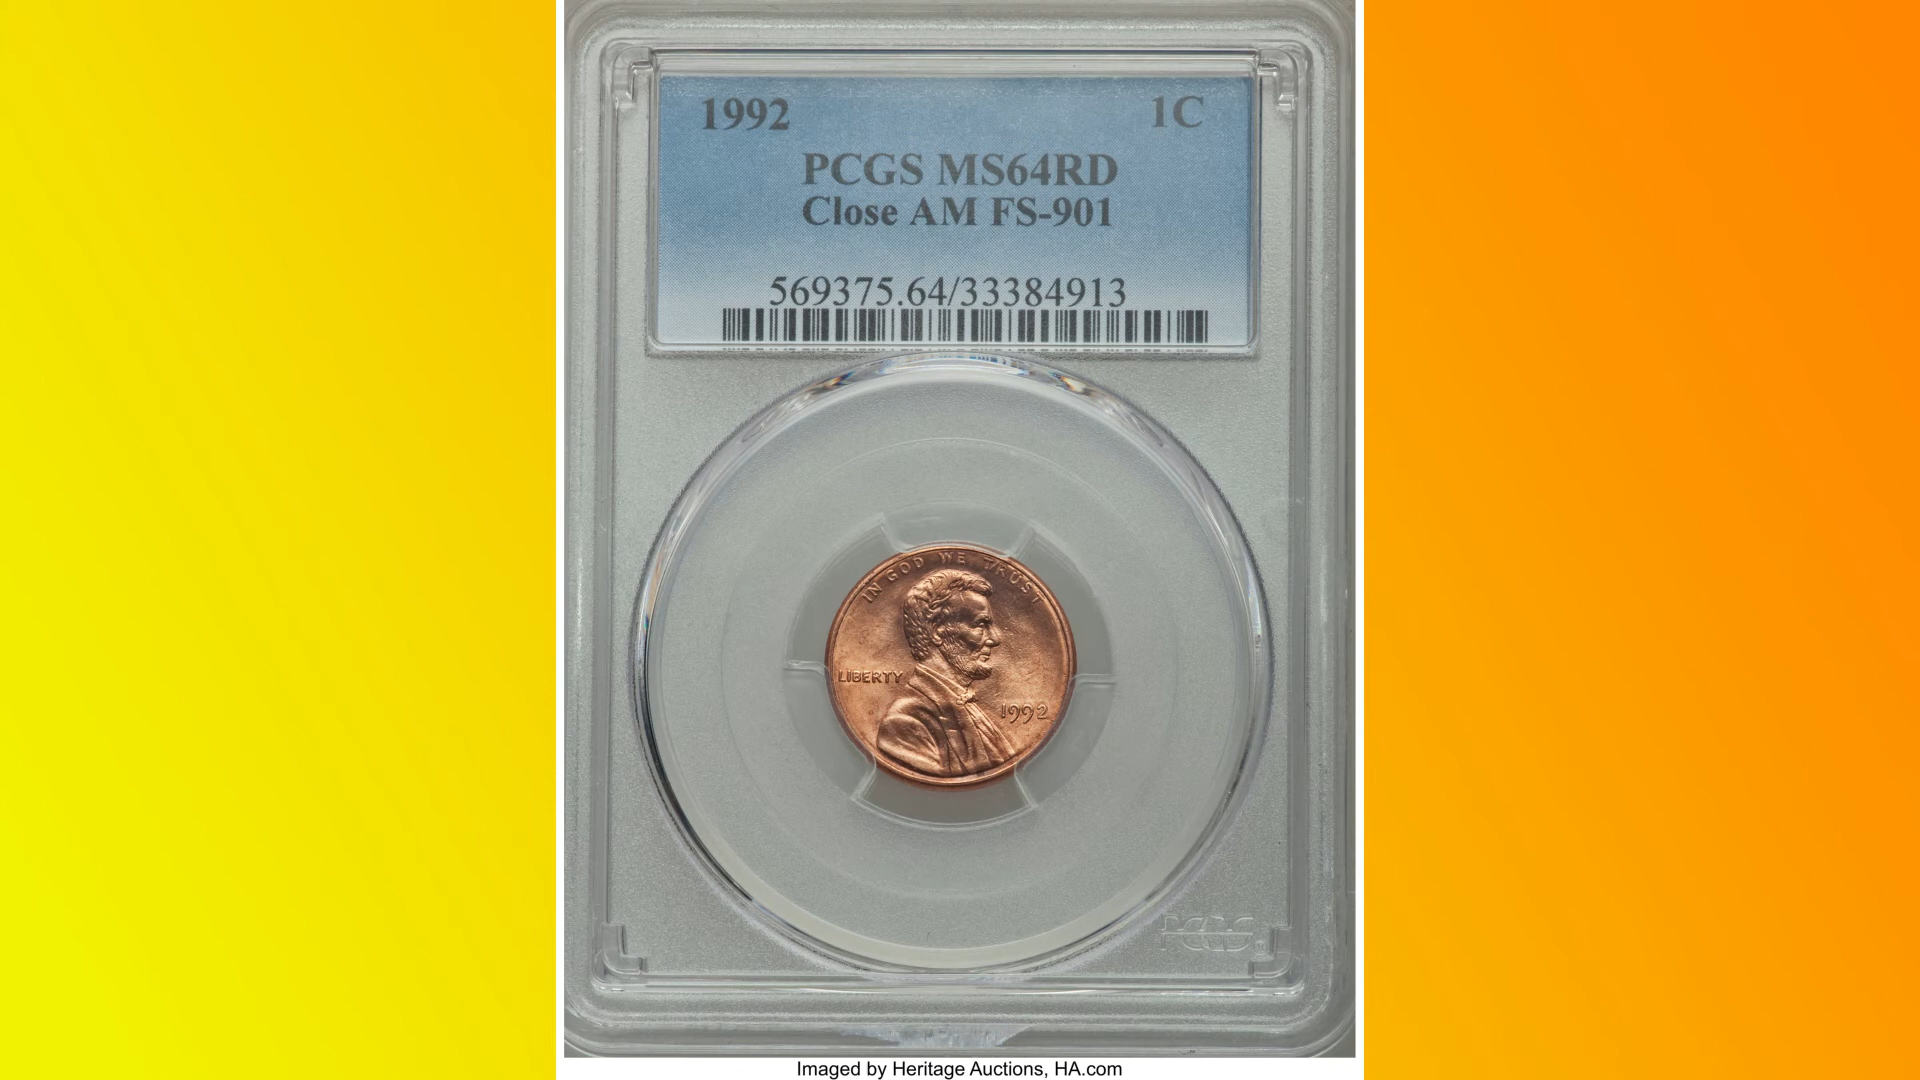 1992 1C
PCGS MS64RD
Close AM FS-901
569375.64/33384913
IN GOD WE TRUST
LIBERTY
1992
PCGS
Imaged by Heritage Auctions, HA.com